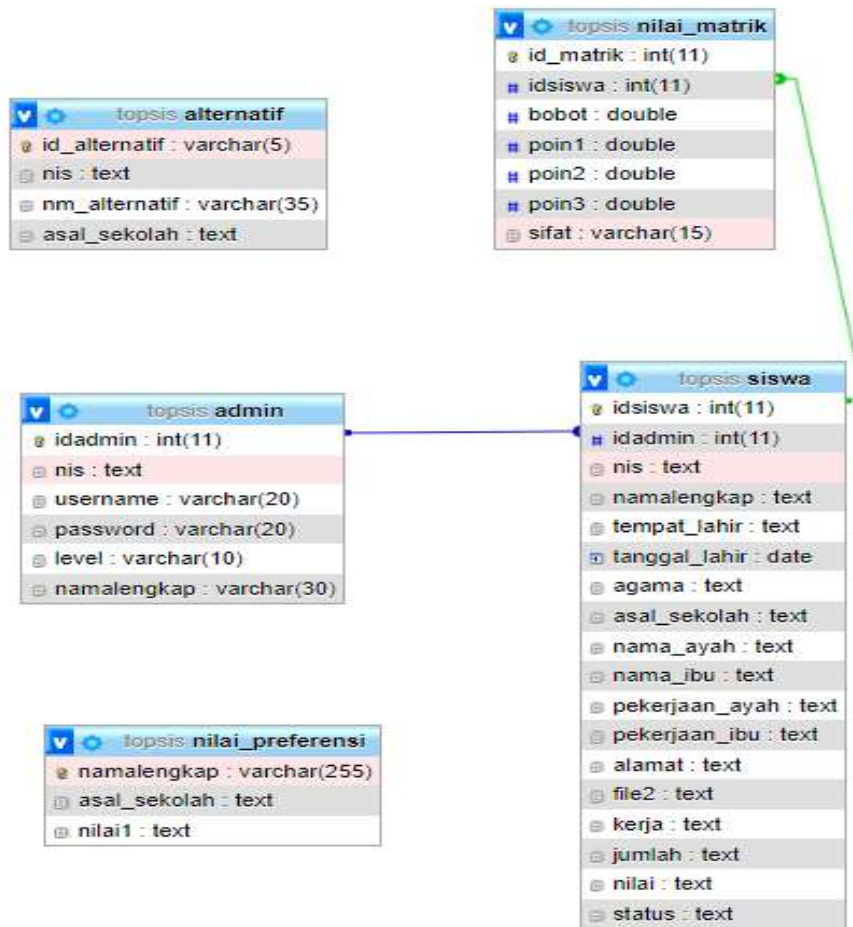 topsis nilai_matrik
id_matrik : int(11)
idsiswa : int(11)
bobot : double
poin1 : double
poin2 : double
poin3 : double
sifat : varchar(15)
topsis alternatif
id_alternatif : varchar(5)
nis : text
nm_alternatif : varchar(35)
asal_sekolah : text
topsis admin
idadmin : int(11)
nis : text
username : varchar(20)
password : varchar(20)
level : varchar(10)
namalengkap : varchar(30)
topsis siswa
idsiswa : int(11)
idadmin : int(11)
nis : text
namalengkap : text
tempat_lahir : text
tanggal_lahir : date
agama : text
asal_sekolah : text
nama_ayah : text
nama_ibu : text
pekerjaan_ayah : text
pekerjaan_ibu : text
alamat : text
file2 : text
kerja : text
jumlah : text
nilai : text
status : text
topsis nilai_preferensi
namalengkap : varchar(255)
asal_sekolah : text
nilai1 : text